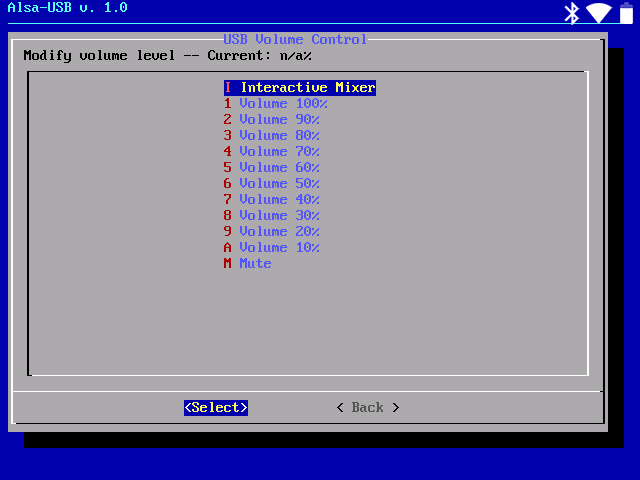 Alsa-USB v. 1.0
USB Volume Control
Modify volume level -- Current: n/a%
I Interactive Mixer
1 Volume 100%
2 Volume 90%
3 Volume 80%
4 Volume 70%
5 Volume 60%
6 Volume 50%
7 Volume 40%
8 Volume 30%
9 Volume 20%
A Volume 10%
M Mute
<Select> < Back >